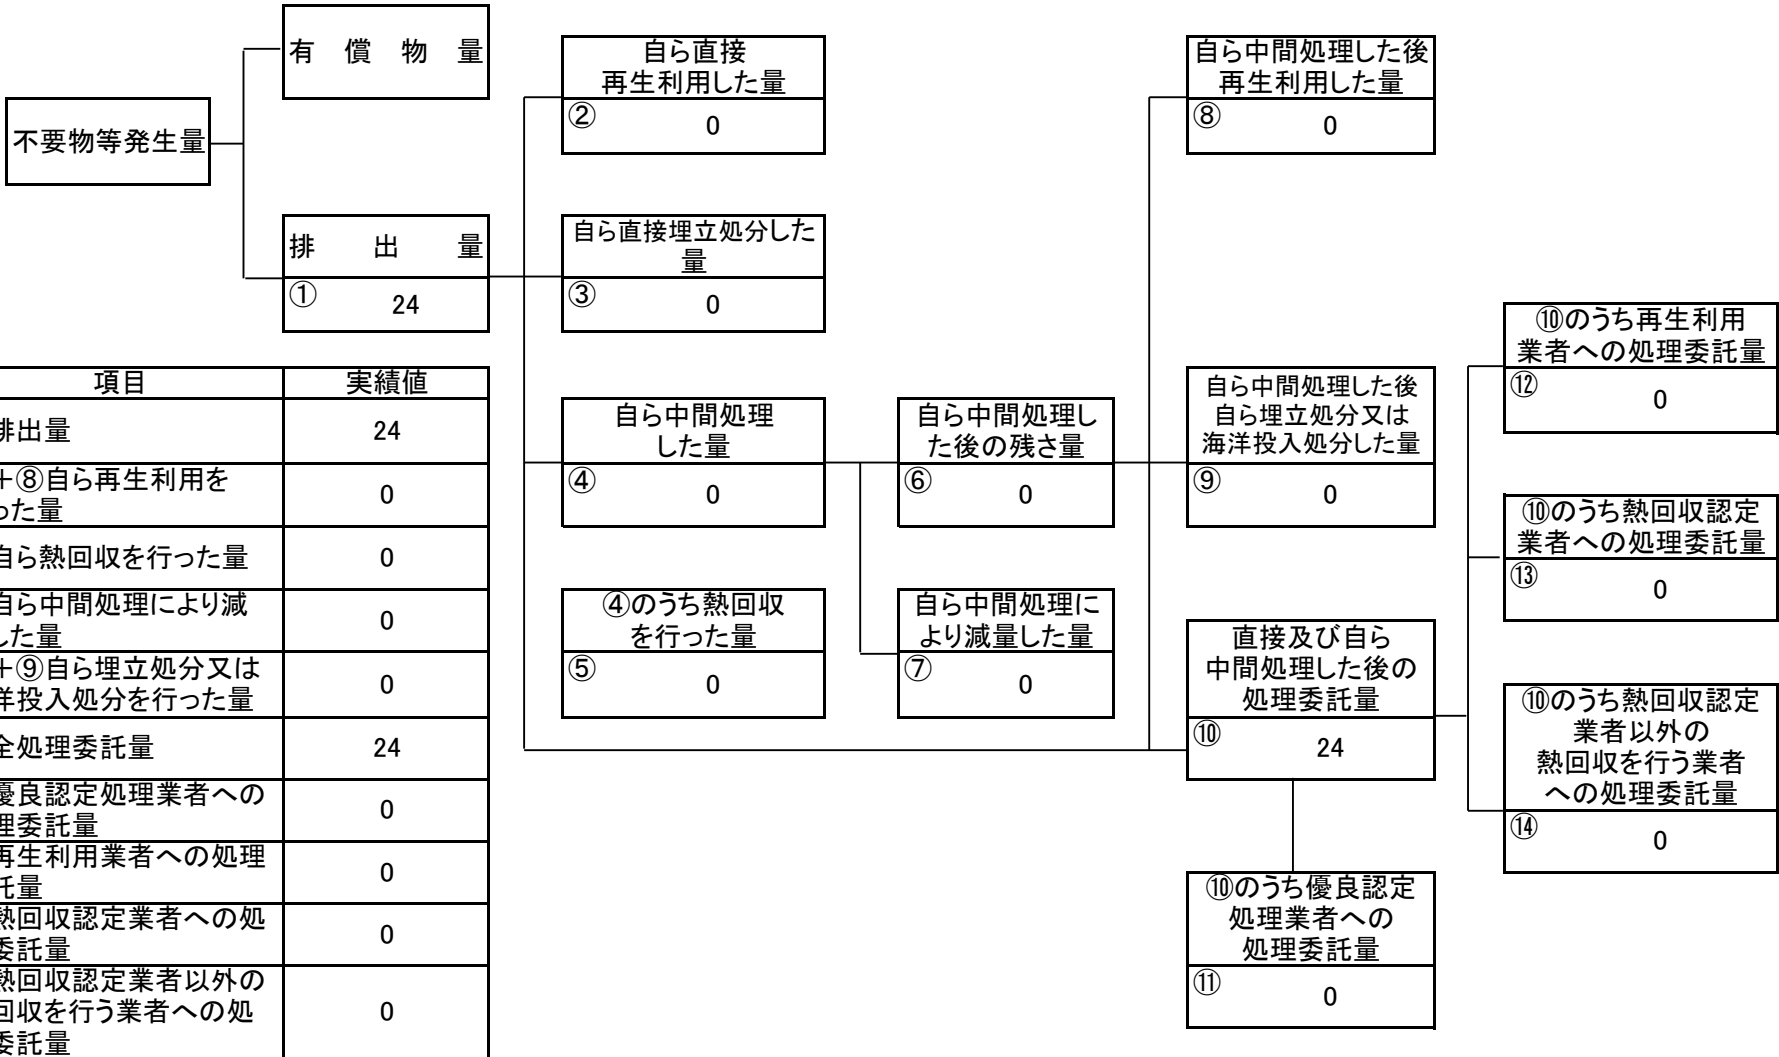 有償物量
不要物等発生量
排出量
① 24
自ら直接
再生利用した量
② 0
自ら直接埋立処分した
量
③ 0
自ら中間処理
した量
④ 0
④のうち熱回収
を行った量
⑤ 0
自ら中間処理し
た後の残さ量
⑥ 0
自ら中間処理に
より減量した量
⑦ 0
自ら中間処理した後
再生利用した量
⑧ 0
自ら中間処理した後
自ら埋立処分又は
海洋投入処分した量
⑨ 0
直接及び自ら
中間処理した後の
処理委託量
⑩ 24
⑩のうち優良認定
処理業者への
処理委託量
⑪ 0
⑩のうち再生利用
業者への処理委託量
⑫ 0
⑩のうち熱回収認定
業者への処理委託量
⑬ 0
⑩のうち熱回収認定
業者以外の
熱回収を行う業者
への処理委託量
⑭ 0
項目 実績値
排出量 24
+⑧自ら再生利用を
った量 0
自ら熱回収を行った量 0
自ら中間処理により減
した量 0
+⑨自ら埋立処分又は
洋投入処分を行った量 0
全処理委託量 24
優良認定処理業者への
理委託量 0
再生利用業者への処理
託量 0
熱回収認定業者への処
委託量 0
熱回収認定業者以外の
回収を行う業者への処
委託量 0